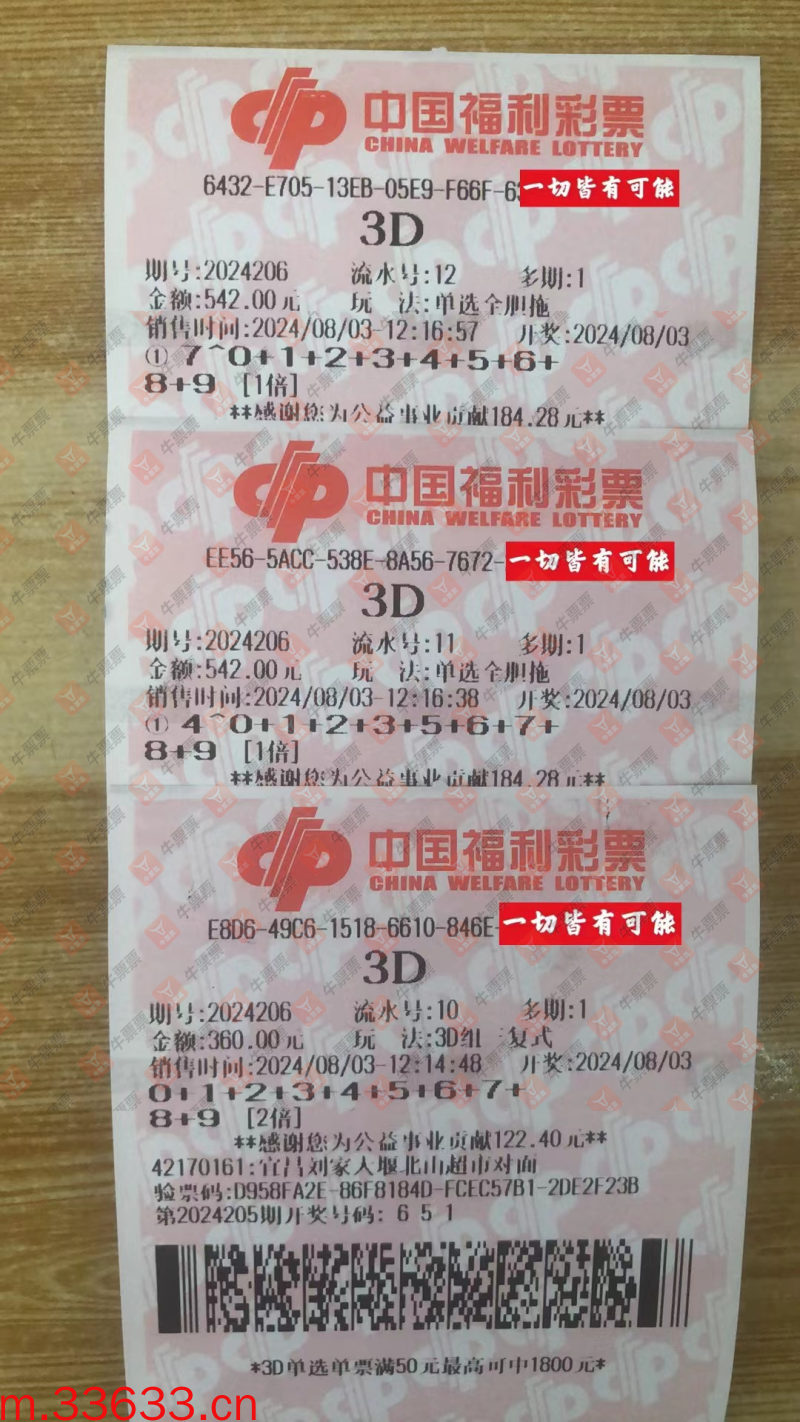 中国福利彩票
CHINA WELFARE LOTTERY
6432-E705-13EB-05E9-F66F-63
一切皆有可能
3D
期号:2024206 流水号:12 多期:1
金额:542.00元 玩 法:单选全胆拖
销售时间:2024/08/03-12:16:57 开奖:2024/08/03
① 7^0+1+2+3+4+5+6+
8+9 [1倍]
**感谢您为公益事业贡献184.28元**
中国福利彩票
CHINA WELFARE LOTTERY
EE56-5ACC-538E-8A56-7672-
一切皆有可能
3D
期号:2024206 流水号:11 多期:1
金额:542.00元 玩 法:单选全胆拖
销售时间:2024/08/03-12:16:38 开奖:2024/08/03
① 4^0+1+2+3+5+6+7+
8+9 [1倍]
**感谢您为公益事业贡献184.28元**
中国福利彩票
CHINA WELFARE LOTTERY
E8D6-49C6-1518-6610-846E-
一切皆有可能
3D
期号:2024206 流水号:10 多期:1
金额:360.00元 玩 法:3D组三复式
销售时间:2024/08/03-12:14:48 开奖:2024/08/03
0+1+2+3+4+5+6+7+
8+9 [2倍]
**感谢您为公益事业贡献122.40元**
42170161:宜昌刘家大堰北山超市对面
验票码:D958FA2E-86F8184D-FCEC57B1-2DE2F23B
第2024205期开奖号码: 6 5 1
*3D单选单票满50元最高可中1800元*
m.33633.cn
牛票票